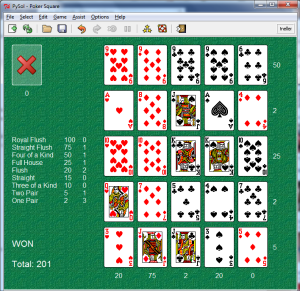 PySol - Poker Square
File Select Edit Game Assist Options Help
treller
0
50
2
25
2
5
Royal Flush 100 0
Straight Flush 75 1
Four of a Kind 50 1
Full House 25 1
Flush 20 2
Straight 15 0
Three of a Kind 10 0
Two Pair 5 1
One Pair 2 3
WON
Total: 201
20 75 2 20 0